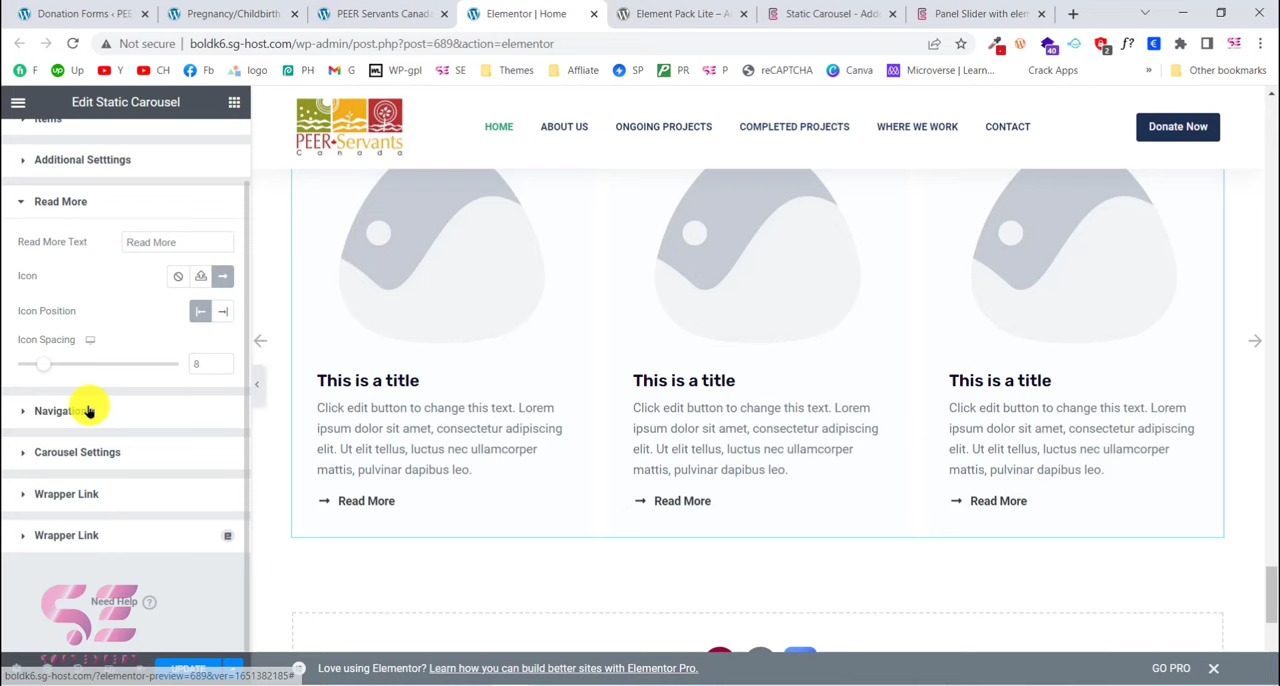 Donation Forms ‹ PEE
Pregnancy/Childbirth
PEER Servants Canada
Elementor | Home
Element Pack Lite – A
Static Carousel - Adde
Panel Slider with elem
Not secure
boldk6.sg-host.com/wp-admin/post.php?post=689&action=elementor
F
Up
Y
CH
Fb
logo
PH
G
WP-gpl
SE
Themes
Affliate
SP
PR
P
reCAPTCHA
Canva
Microverse | Learn...
Crack Apps
»
Other bookmarks
Edit Static Carousel
Items
Additional Setttings
Read More
Read More Text
Read More
Icon
Icon Position
Icon Spacing
8
Navigation
Carousel Settings
Wrapper Link
Wrapper Link
Need Help
SE
SOFT EXPERT
UPDATE
boldk6.sg-host.com/?elementor-preview=689&ver=1651382185#
PEER Servants
Canada
HOME
ABOUT US
ONGOING PROJECTS
COMPLETED PROJECTS
WHERE WE WORK
CONTACT
Donate Now
This is a title
Click edit button to change this text. Lorem
ipsum dolor sit amet, consectetur adipiscing
elit. Ut elit tellus, luctus nec ullamcorper
mattis, pulvinar dapibus leo.
Read More
This is a title
Click edit button to change this text. Lorem
ipsum dolor sit amet, consectetur adipiscing
elit. Ut elit tellus, luctus nec ullamcorper
mattis, pulvinar dapibus leo.
Read More
This is a title
Click edit button to change this text. Lorem
ipsum dolor sit amet, consectetur adipiscing
elit. Ut elit tellus, luctus nec ullamcorper
mattis, pulvinar dapibus leo.
Read More
Love using Elementor? Learn how you can build better sites with Elementor Pro.
GO PRO